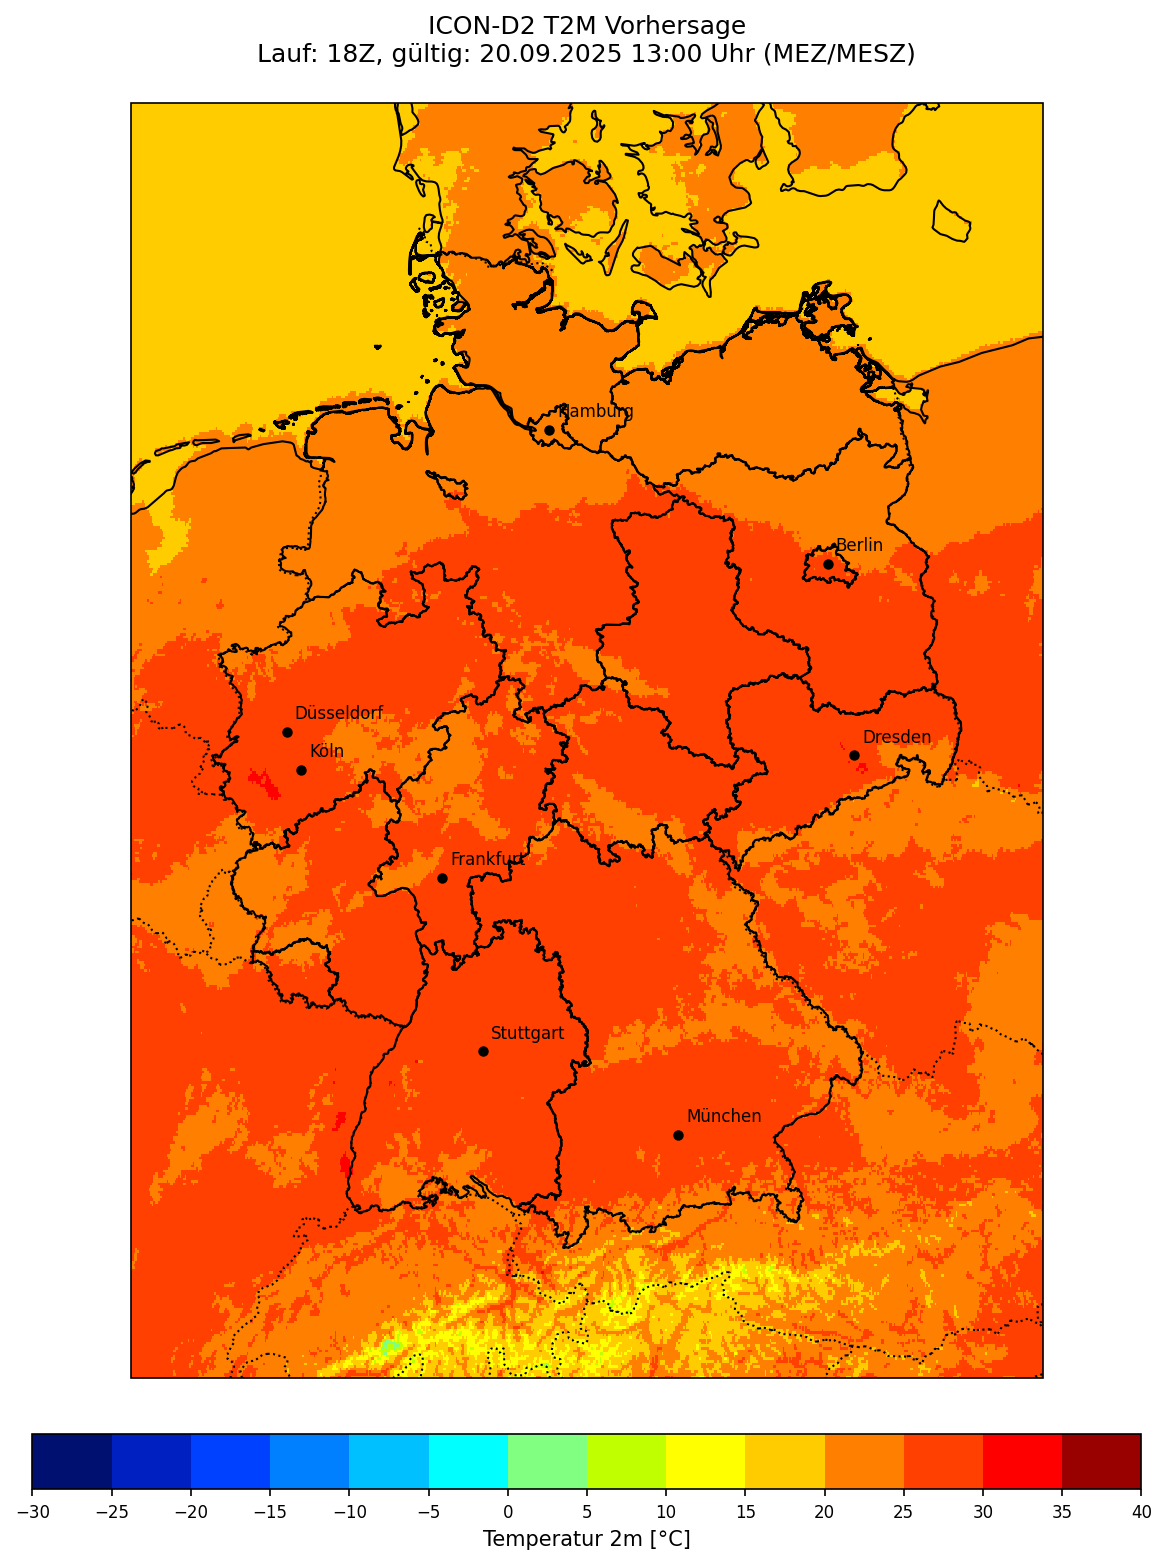 ICON-D2 T2M Vorhersage
Lauf: 18Z, gültig: 20.09.2025 13:00 Uhr (MEZ/MESZ)
Hamburg
Berlin
Düsseldorf
Köln
Dresden
Frankfurt
Stuttgart
München
−30 −25 −20 −15 −10 −5 0 5 10 15 20 25 30 35 40
Temperatur 2m [°C]